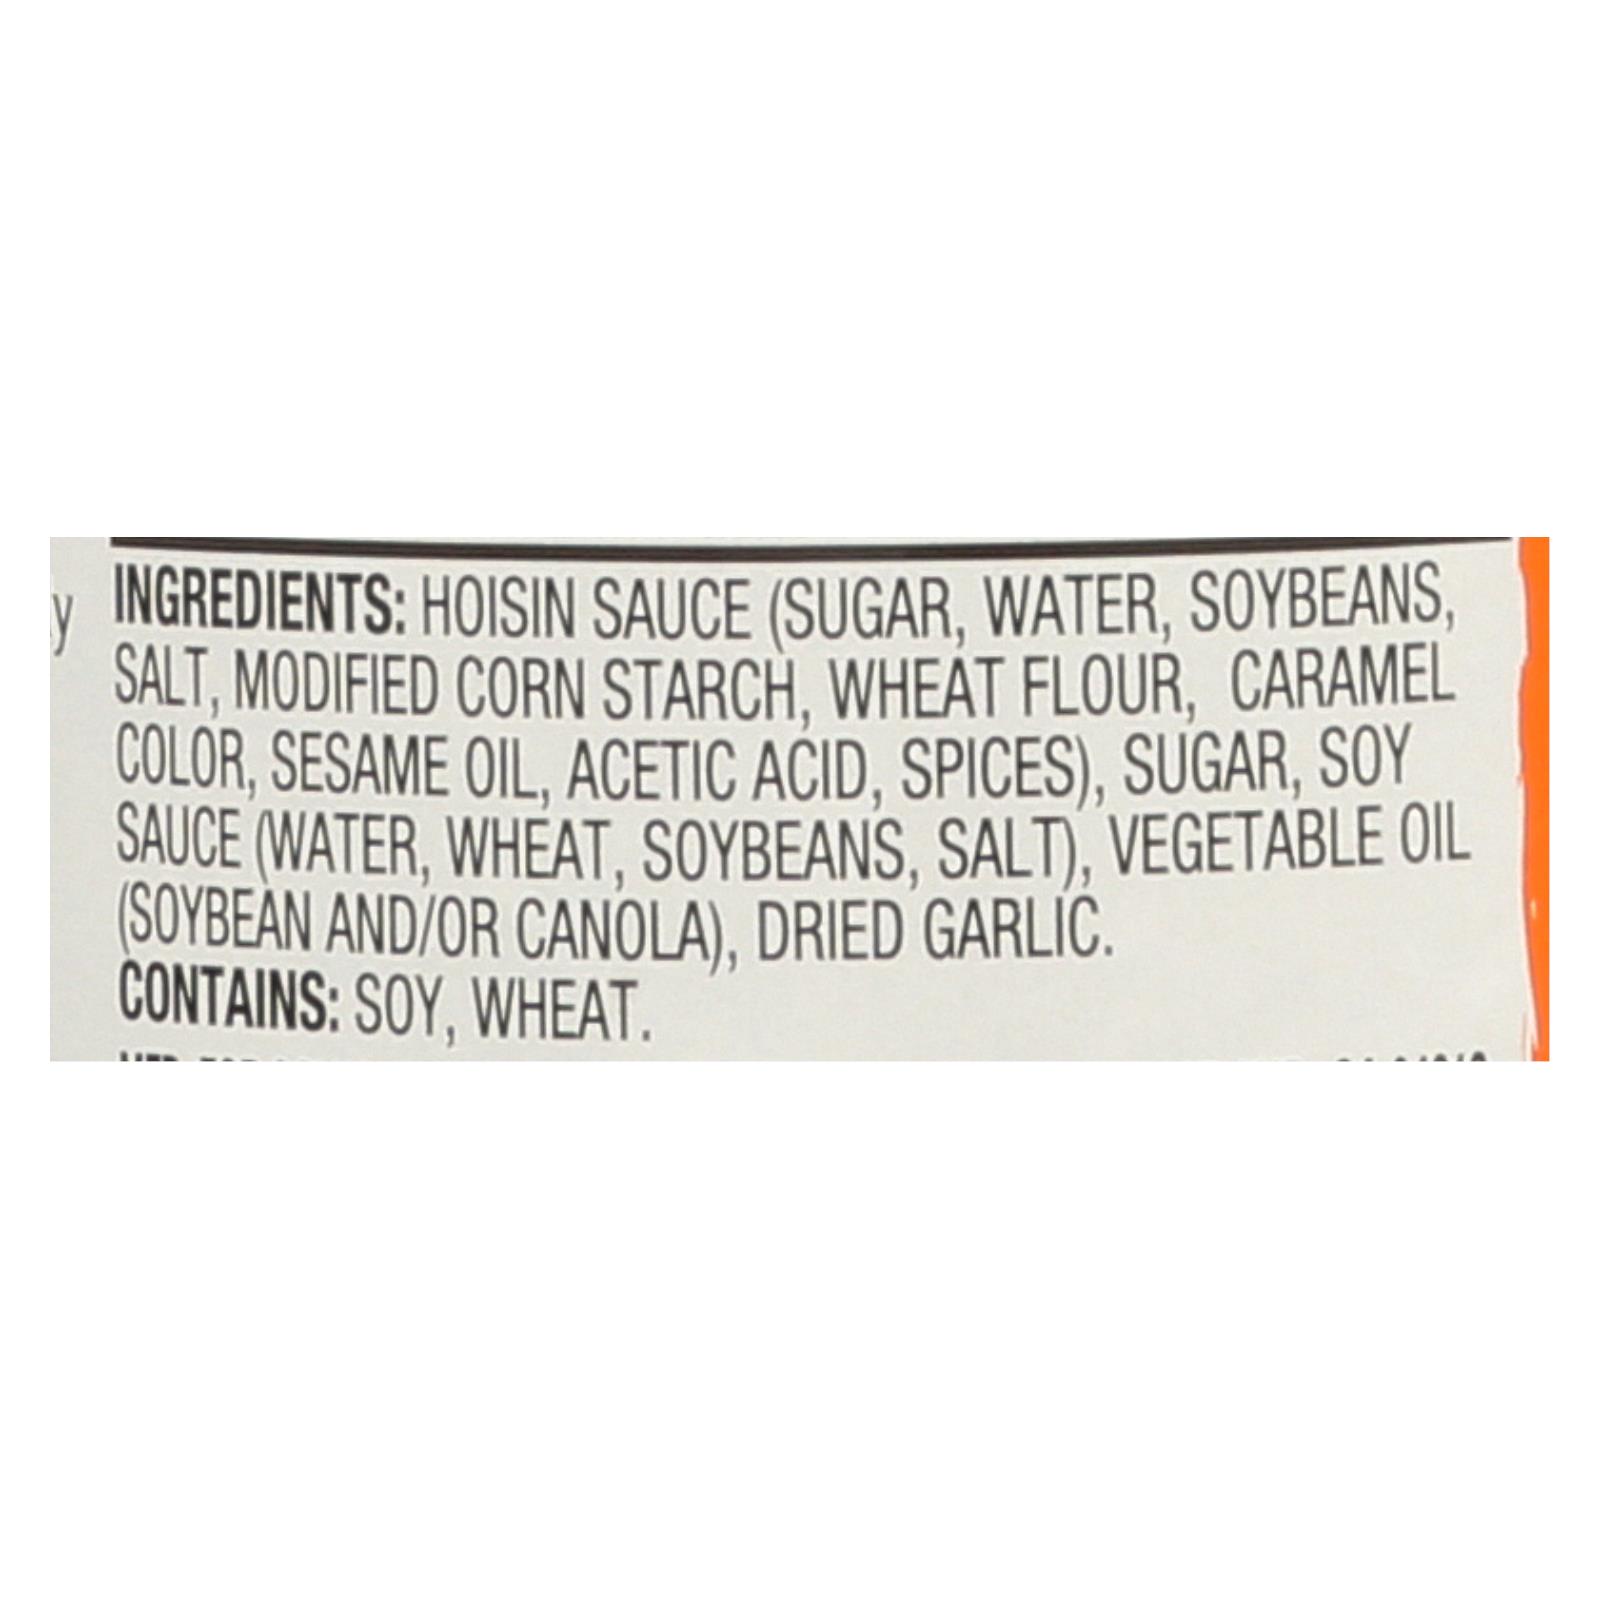 INGREDIENTS: HOISIN SAUCE (SUGAR, WATER, SOYBEANS,
SALT, MODIFIED CORN STARCH, WHEAT FLOUR, CARAMEL
COLOR, SESAME OIL, ACETIC ACID, SPICES), SUGAR, SOY
SAUCE (WATER, WHEAT, SOYBEANS, SALT), VEGETABLE OIL
(SOYBEAN AND/OR CANOLA), DRIED GARLIC.
CONTAINS: SOY, WHEAT.